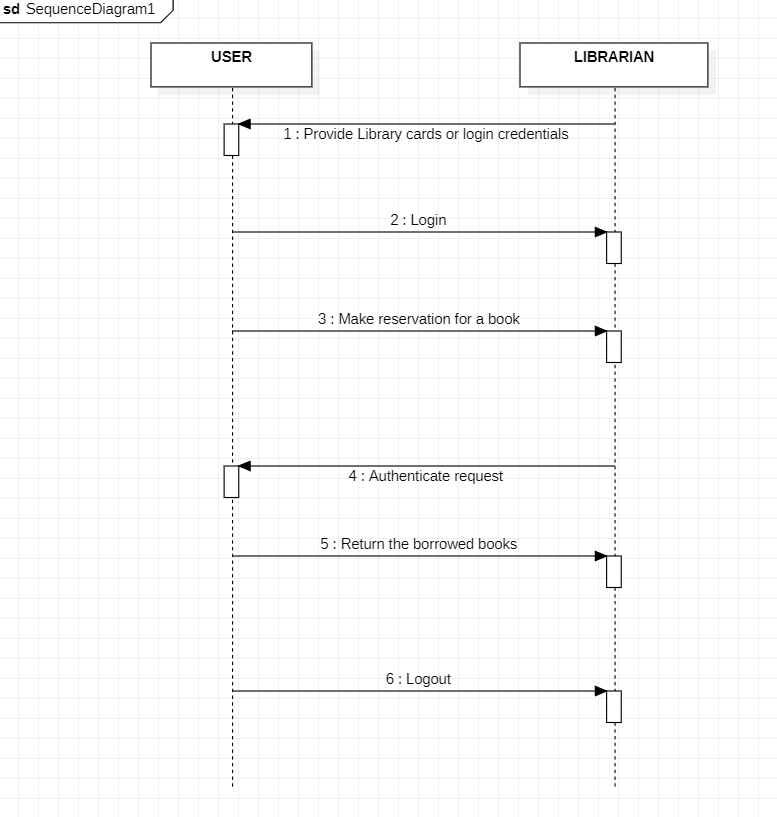 sd SequenceDiagram1
USER
LIBRARIAN
1 : Provide Library cards or login credentials
2 : Login
3 : Make reservation for a book
4 : Authenticate request
5 : Return the borrowed books
6 : Logout